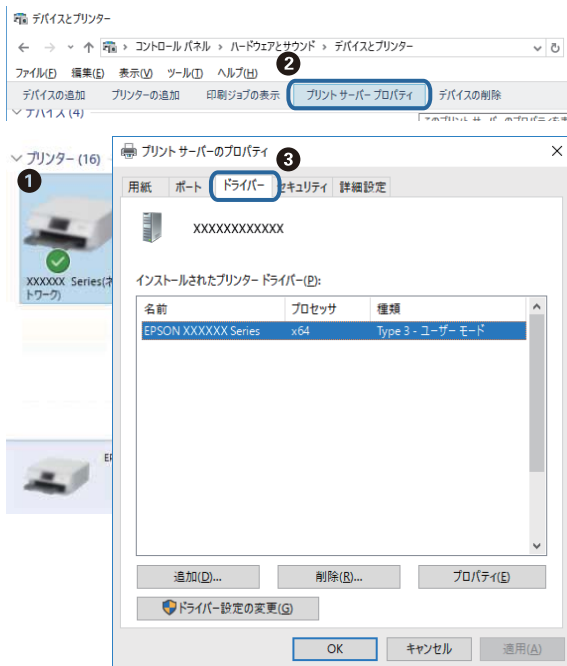 デバイスとプリンター
コントロール パネル › ハードウェアとサウンド › デバイスとプリンター
ファイル(F) 編集(E) 表示(V) ツール(T) ヘルプ(H)
2
デバイスの追加 プリンターの追加 印刷ジョブの表示 プリント サーバー プロパティ デバイスの削除
デバイス (4)
プリンター (16)
1
XXXXXX Series(ネ
トワーク)
プリント サーバーのプロパティ
3
用紙 ポート ドライバー セキュリティ 詳細設定
XXXXXXXXXXXX
インストールされたプリンター ドライバー(P):
名前 プロセッサ 種類
EPSON XXXXXX Series x64 Type 3 - ユーザー モード
追加(D)... 削除(R)... プロパティ(E)
ドライバー設定の変更(G)
OK キャンセル 適用(A)